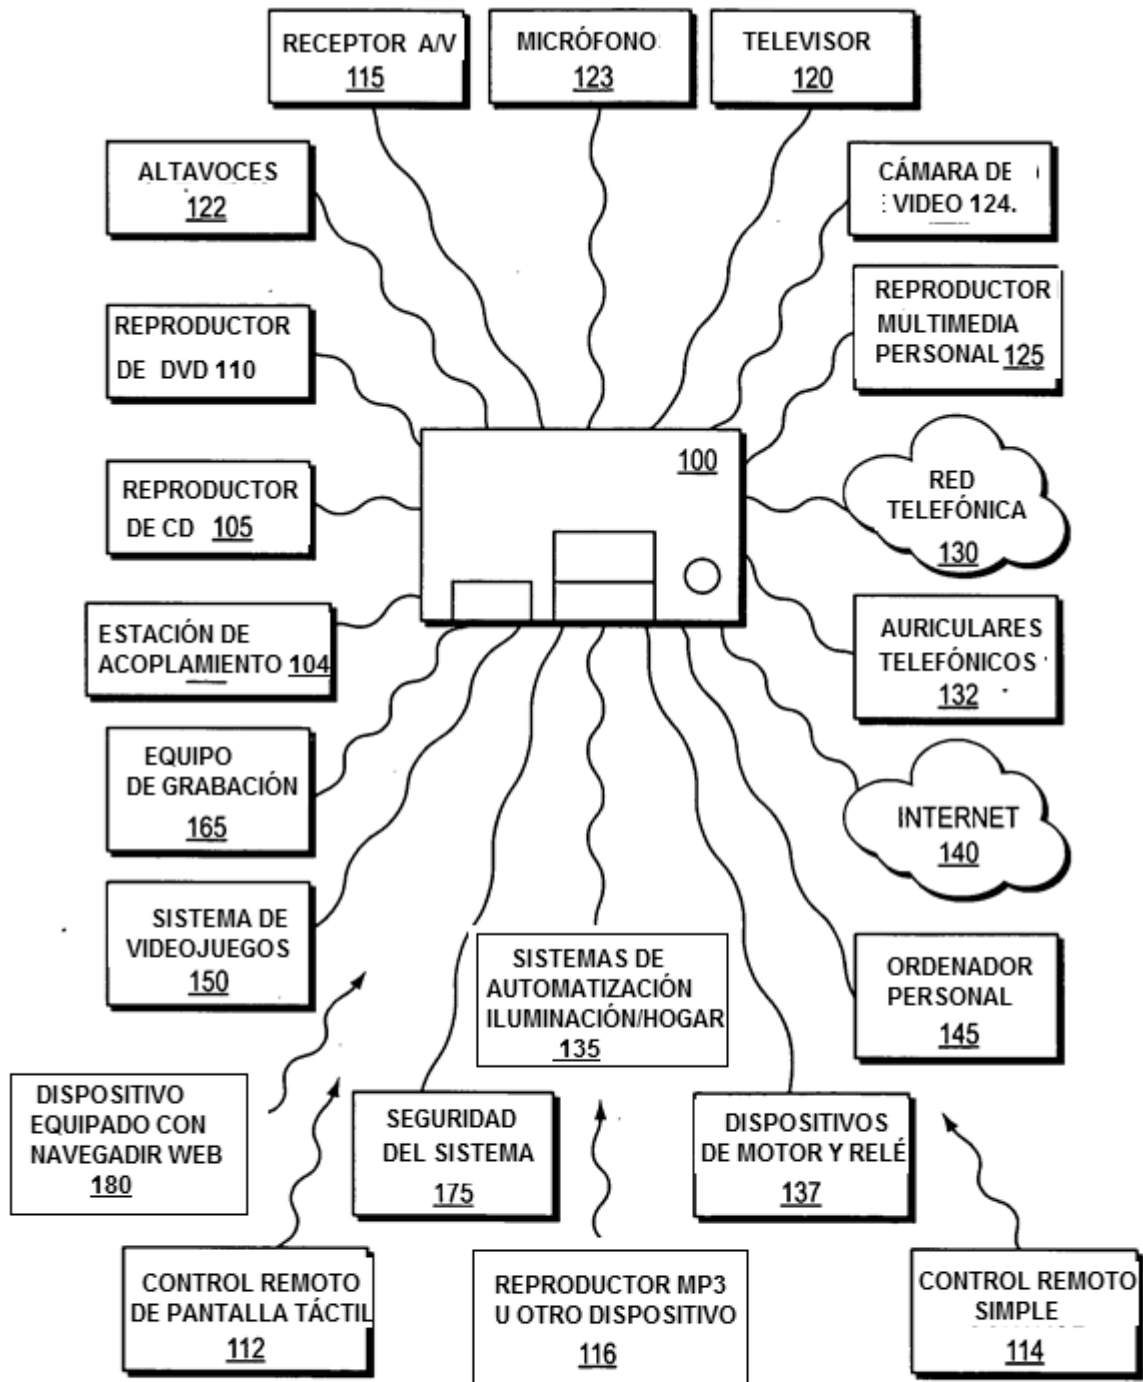 RECEPTOR A/V
115
MICRÓFONO
123
TELEVISOR
120
ALTAVOCES
122
CÁMARA DE
VIDEO 124.
REPRODUCTOR
DE DVD 110
REPRODUCTOR
MULTIMEDIA
PERSONAL 125
100
REPRODUCTOR
DE CD 105
RED
TELEFÓNICA
130
ESTACIÓN DE
ACOPLAMIENTO 104
AURICULARES
TELEFÓNICOS
132
EQUIPO
DE GRABACIÓN
165
INTERNET
140
SISTEMA DE
VIDEOJUEGOS
150
SISTEMAS DE
AUTOMATIZACIÓN
ILUMINACIÓN/HOGAR
135
ORDENADOR
PERSONAL
145
DISPOSITIVO
EQUIPADO CON
NAVEGADIR WEB
180
SEGURIDAD
DEL SISTEMA
175
DISPOSITIVOS
DE MOTOR Y RELÉ
137
CONTROL REMOTO
DE PANTALLA TÁCTIL
112
REPRODUCTOR MP3
U OTRO DISPOSITIVO
116
CONTROL REMOTO
SIMPLE
114